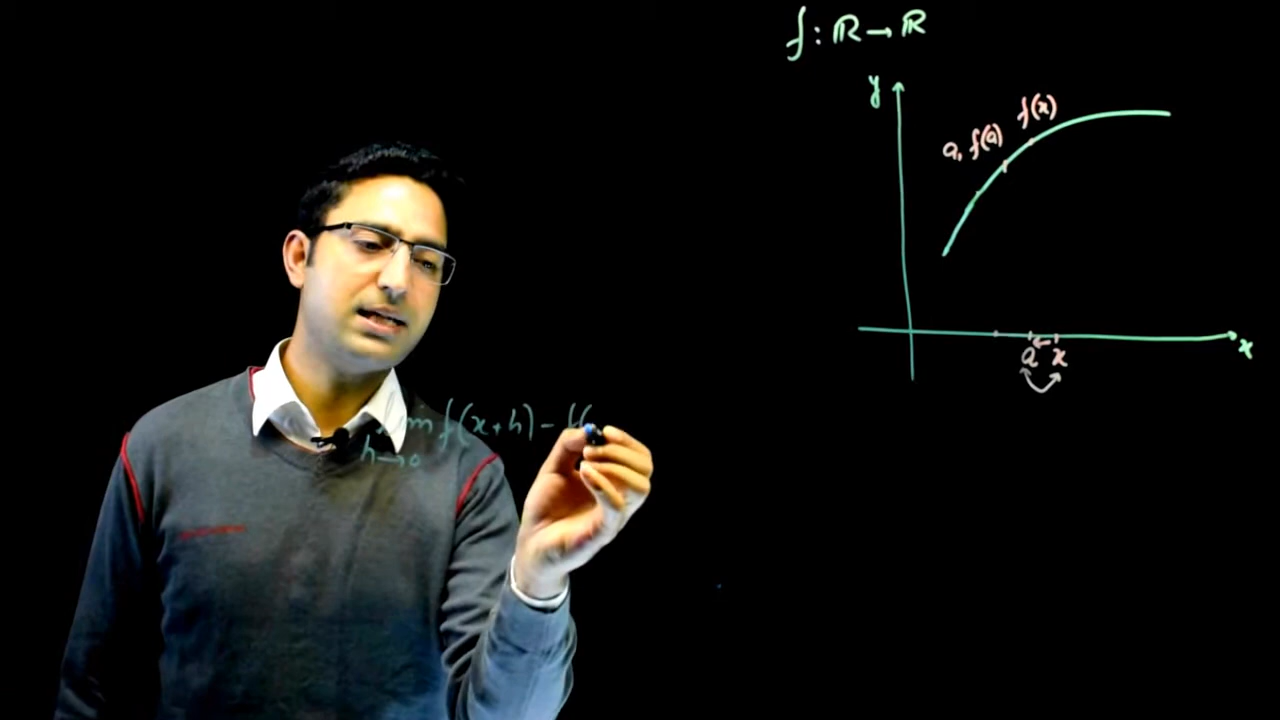 f : ℝ → ℝ
y
f(x)
a, f(a)
a x
x
lim f(x+h) - f(
h→0